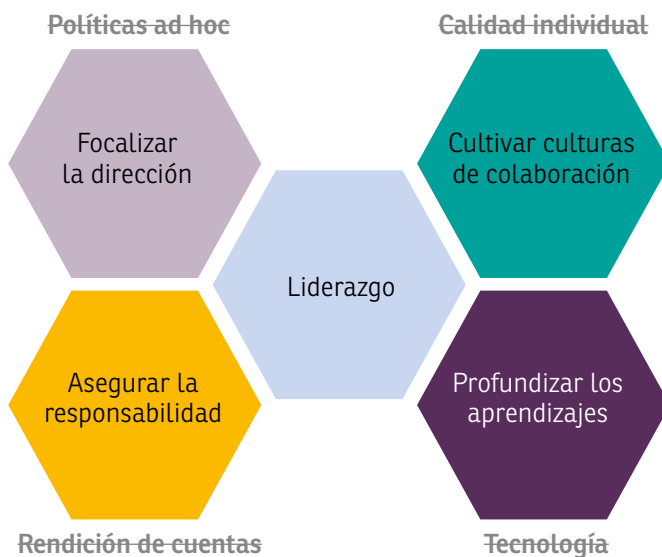 Políticas ad hoc
Calidad individual
Focalizar
la dirección
Cultivar culturas
de colaboración
Liderazgo
Asegurar la
responsabilidad
Profundizar los
aprendizajes
Rendición de cuentas
Tecnología